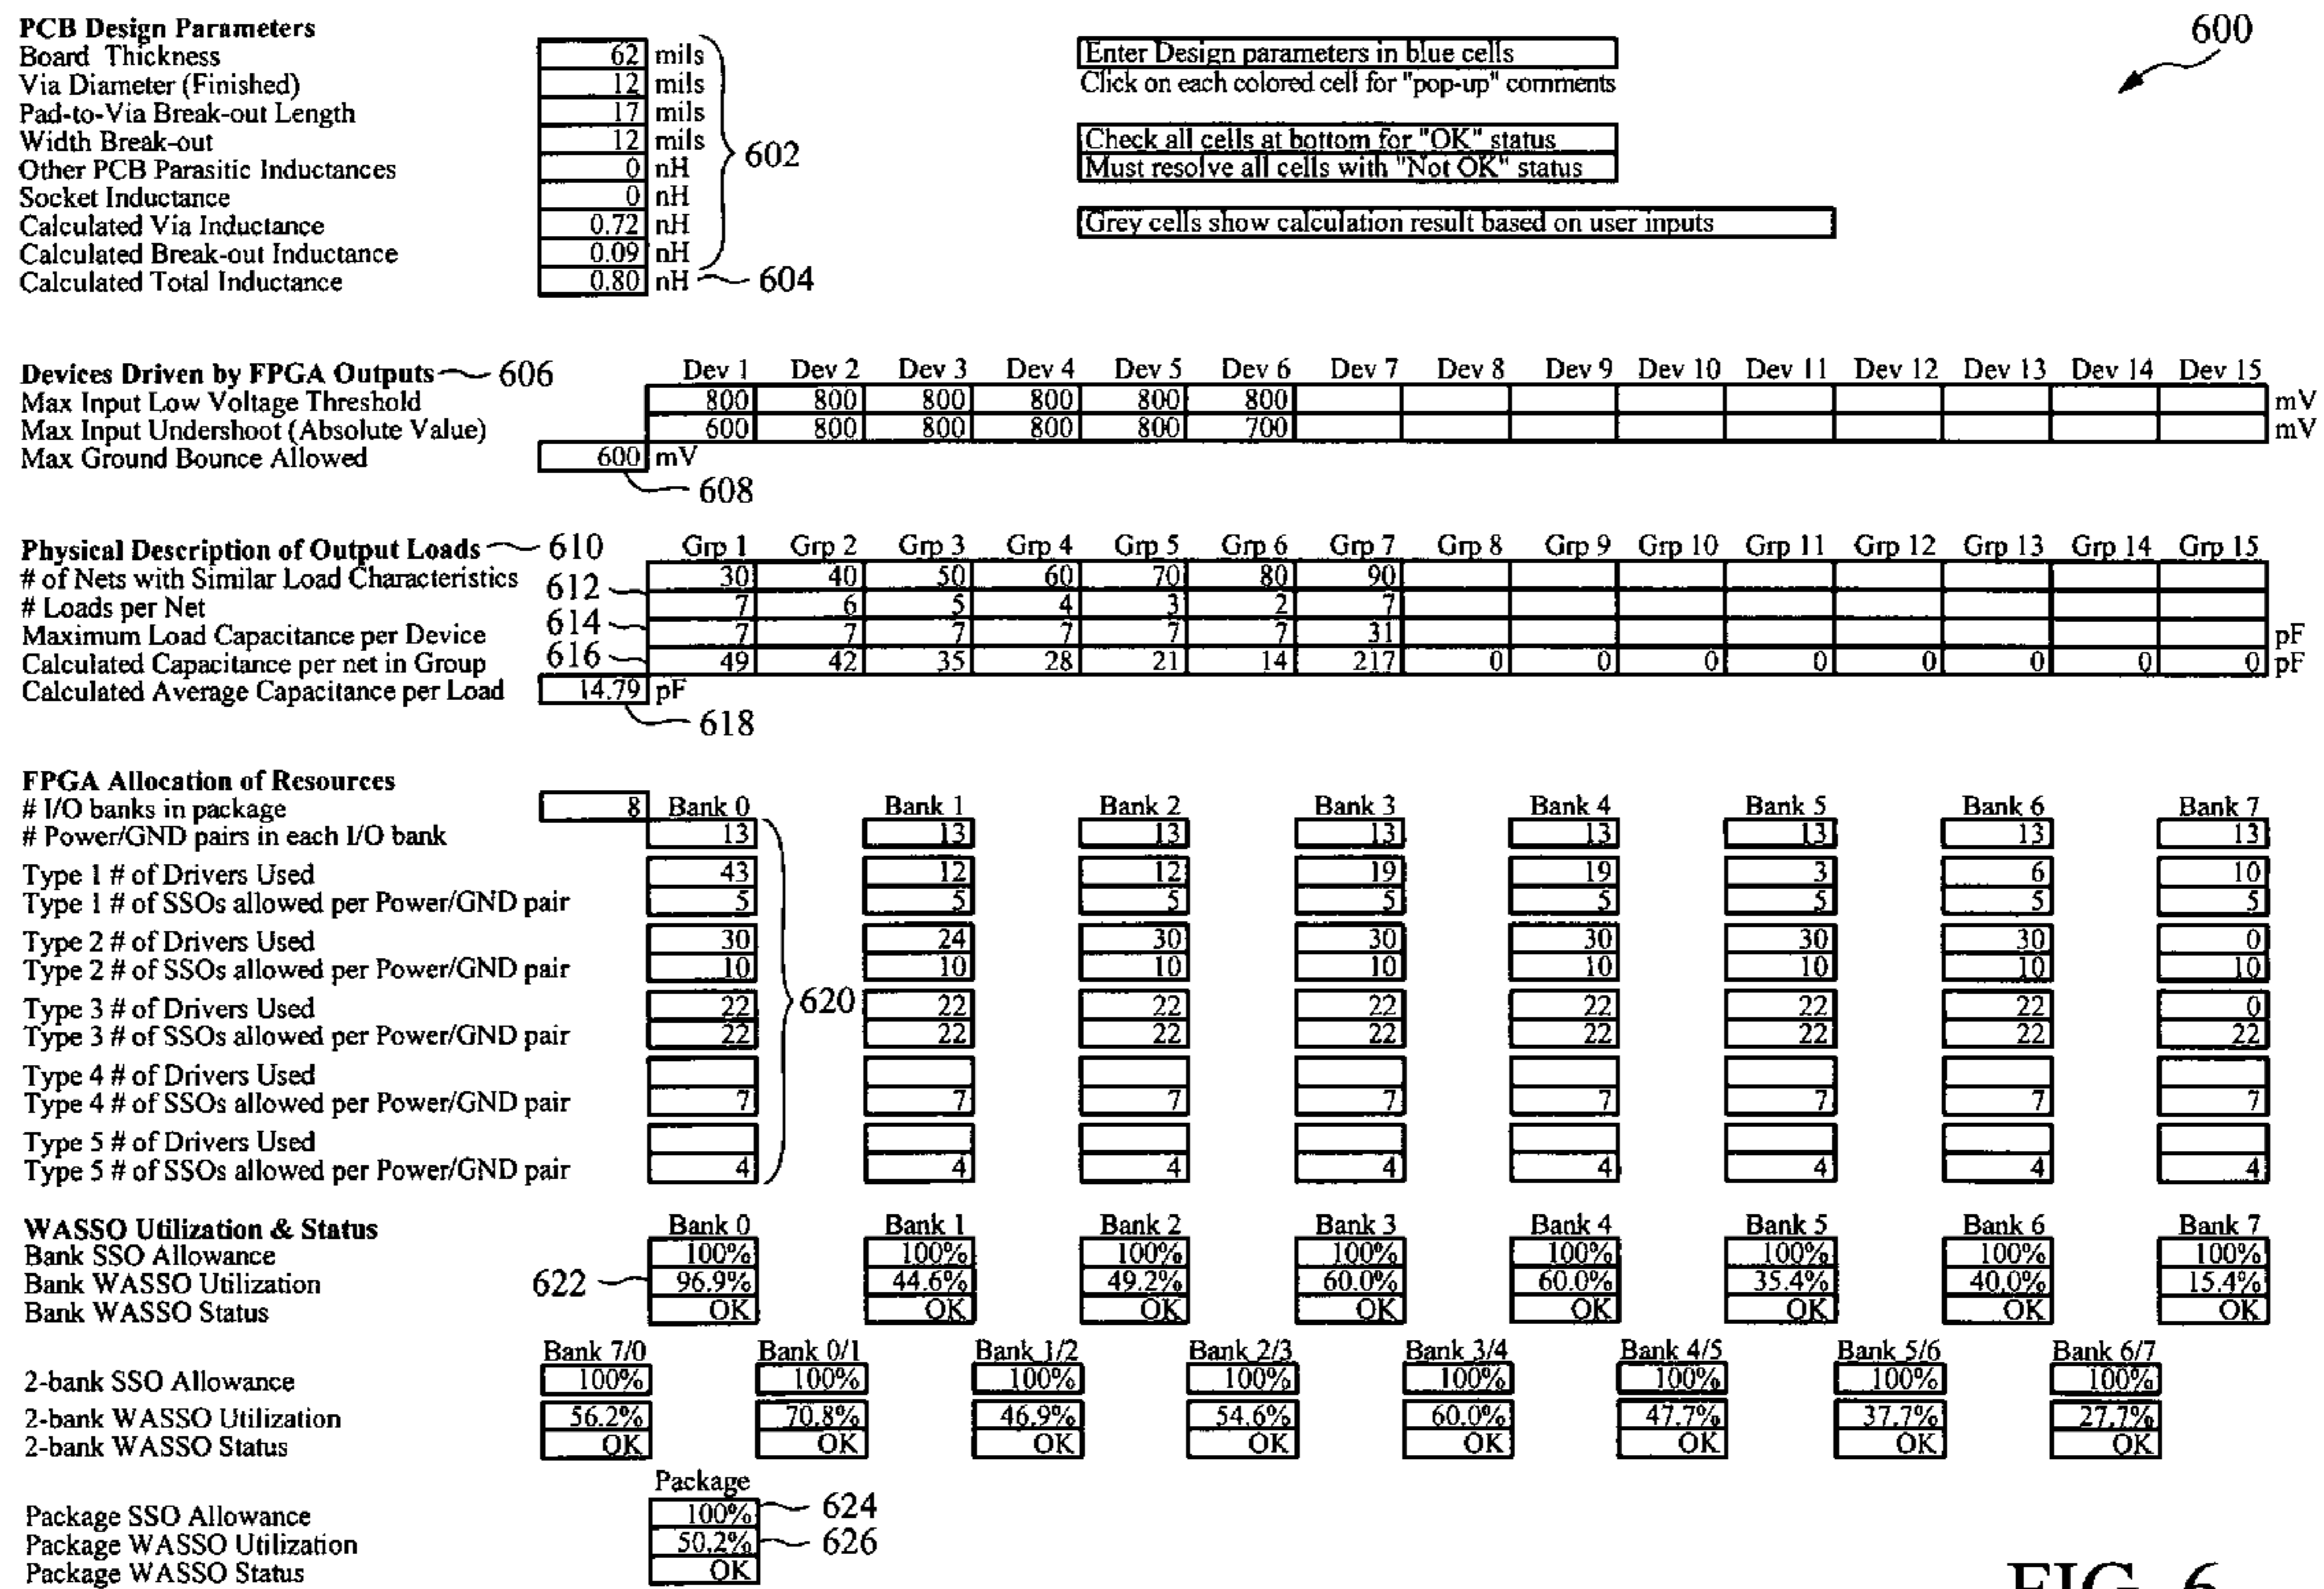 600
PCB Design Parameters
Board Thickness 62 mils
Via Diameter (Finished) 12 mils
Pad-to-Via Break-out Length 17 mils
Width Break-out 12 mils
Other PCB Parasitic Inductances 0 nH
Socket Inductance 0 nH
Calculated Via Inductance 0.72 nH
Calculated Break-out Inductance 0.09 nH
Calculated Total Inductance 0.80 nH 604
602
Enter Design parameters in blue cells
Click on each colored cell for "pop-up" comments
Check all cells at bottom for "OK" status
Must resolve all cells with "Not OK" status
Grey cells show calculation result based on user inputs
Devices Driven by FPGA Outputs 606 Dev 1 Dev 2 Dev 3 Dev 4 Dev 5 Dev 6 Dev 7 Dev 8 Dev 9 Dev 10 Dev 11 Dev 12 Dev 13 Dev 14 Dev 15
Max Input Low Voltage Threshold 800 800 800 800 800 800 mV
Max Input Undershoot (Absolute Value) 600 800 800 800 800 700 mV
Max Ground Bounce Allowed 600 mV
608
Physical Description of Output Loads 610 Grp 1 Grp 2 Grp 3 Grp 4 Grp 5 Grp 6 Grp 7 Grp 8 Grp 9 Grp 10 Grp 11 Grp 12 Grp 13 Grp 14 Grp 15
# of Nets with Similar Load Characteristics 30 40 50 60 70 80 90
# Loads per Net 612 7 6 5 4 3 2 7
Maximum Load Capacitance per Device 614 7 7 7 7 7 7 31 pF
Calculated Capacitance per net in Group 616 49 42 35 28 21 14 217 0 0 0 0 0 0 0 0 pF
Calculated Average Capacitance per Load 14.79 pF
618
FPGA Allocation of Resources
# I/O banks in package 8 Bank 0 Bank 1 Bank 2 Bank 3 Bank 4 Bank 5 Bank 6 Bank 7
# Power/GND pairs in each I/O bank 13 13 13 13 13 13 13 13
Type 1 # of Drivers Used 43 12 12 19 19 3 6 10
Type 1 # of SSOs allowed per Power/GND pair 5 5 5 5 5 5 5 5
Type 2 # of Drivers Used 30 24 30 30 30 30 30 0
Type 2 # of SSOs allowed per Power/GND pair 10 10 10 10 10 10 10 10
620
Type 3 # of Drivers Used 22 22 22 22 22 22 22 0
Type 3 # of SSOs allowed per Power/GND pair 22 22 22 22 22 22 22 22
Type 4 # of Drivers Used
Type 4 # of SSOs allowed per Power/GND pair 7 7 7 7 7 7 7 7
Type 5 # of Drivers Used
Type 5 # of SSOs allowed per Power/GND pair 4 4 4 4 4 4 4 4
WASSO Utilization & Status Bank 0 Bank 1 Bank 2 Bank 3 Bank 4 Bank 5 Bank 6 Bank 7
Bank SSO Allowance 100% 100% 100% 100% 100% 100% 100% 100%
Bank WASSO Utilization 622 96.9% 44.6% 49.2% 60.0% 60.0% 35.4% 40.0% 15.4%
Bank WASSO Status OK OK OK OK OK OK OK OK
Bank 7/0 Bank 0/1 Bank 1/2 Bank 2/3 Bank 3/4 Bank 4/5 Bank 5/6 Bank 6/7
2-bank SSO Allowance 100% 100% 100% 100% 100% 100% 100% 100%
2-bank WASSO Utilization 56.2% 70.8% 46.9% 54.6% 60.0% 47.7% 37.7% 27.7%
2-bank WASSO Status OK OK OK OK OK OK OK OK
Package
Package SSO Allowance 100% 624
Package WASSO Utilization 50.2% 626
Package WASSO Status OK
FIG. 6